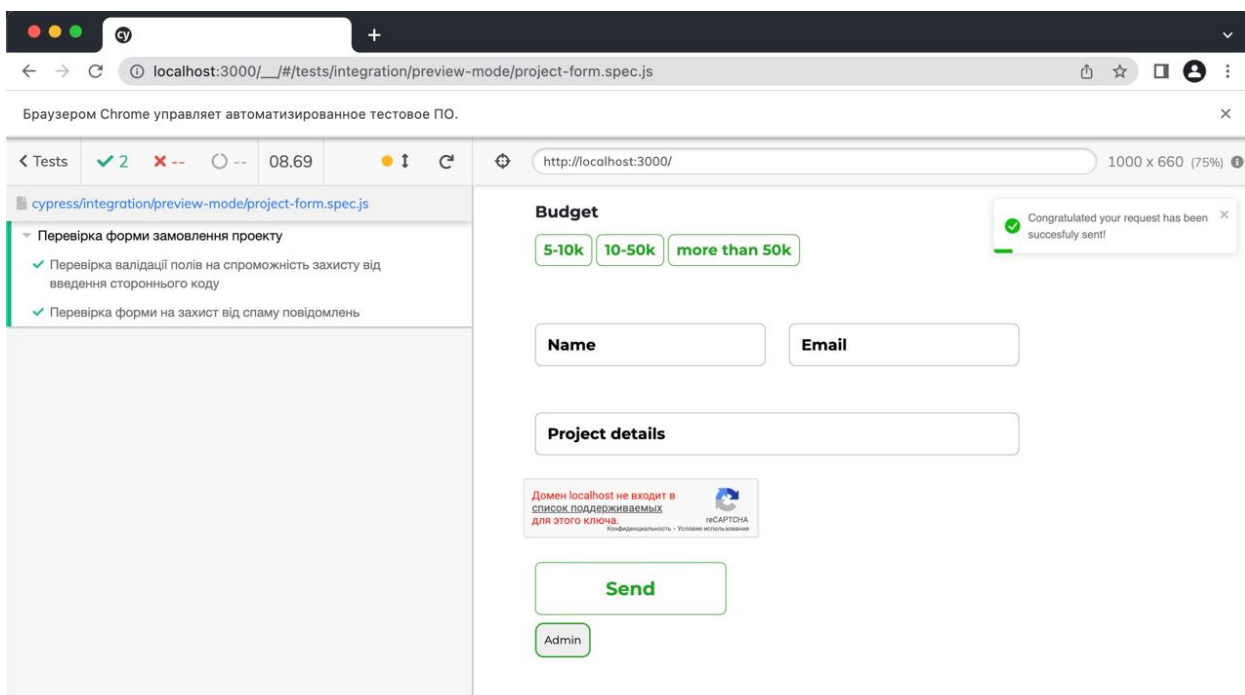 cy
localhost:3000/__/#/tests/integration/preview-mode/project-form.spec.js
Браузером Chrome управляет автоматизированное тестовое ПО.
Tests 2 -- -- 08.69
http://localhost:3000/
1000 x 660 (75%)
cypress/integration/preview-mode/project-form.spec.js
Перевірка форми замовлення проекту
Перевірка валідації полів на спроможність захисту від
введення стороннього коду
Перевірка форми на захист від спаму повідомлень
Budget
5-10k 10-50k more than 50k
Congratulated your request has been
succesfuly sent!
Name Email
Project details
Домен localhost не входит в
список поддерживаемых
для этого ключа.
reCAPTCHA
Конфиденциальность - Условия использования
Send
Admin